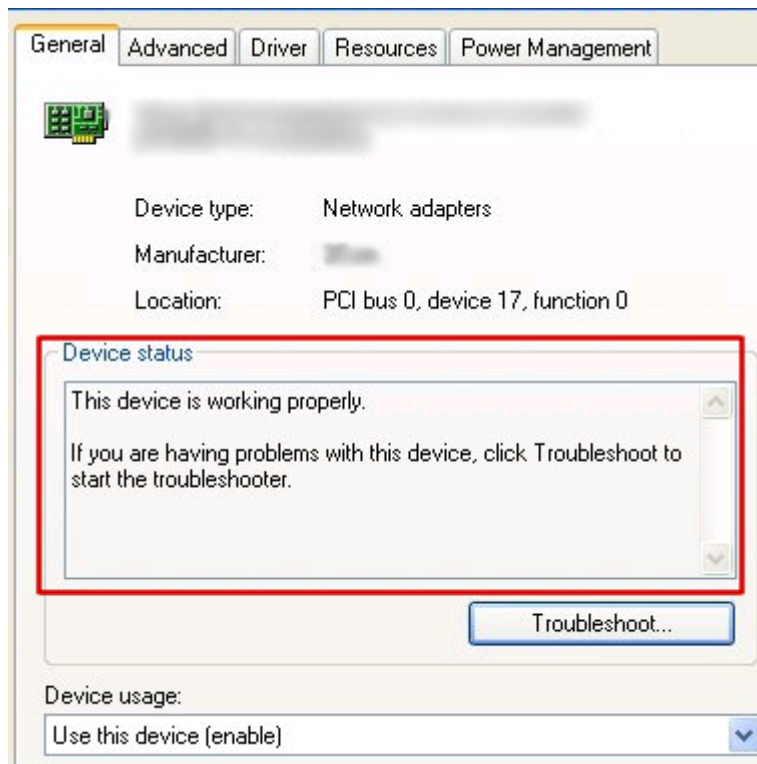 General Advanced Driver Resources Power Management
Device type: Network adapters
Manufacturer:
Location: PCI bus 0, device 17, function 0
Device status
This device is working properly.
If you are having problems with this device, click Troubleshoot to
start the troubleshooter.
Troubleshoot...
Device usage:
Use this device (enable)